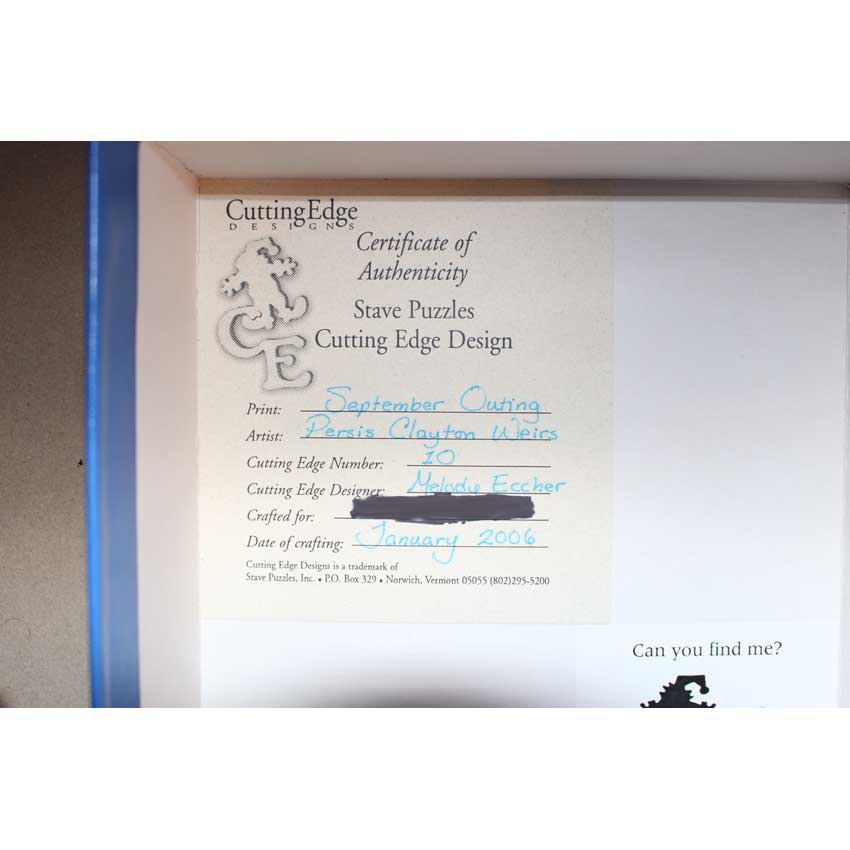 CuttingEdge
DESIGNS
Certificate of
Authenticity
Stave Puzzles
Cutting Edge Design
CE
Print: September Outing
Artist: Persis Clayton Weirs
Cutting Edge Number: 10
Cutting Edge Designer: Melody Eccher
Crafted for:
Date of crafting: January 2006
Cutting Edge Designs is a trademark of
Stave Puzzles, Inc. • P.O. Box 329 • Norwich, Vermont 05055 (802)295-5200
Can you find me?